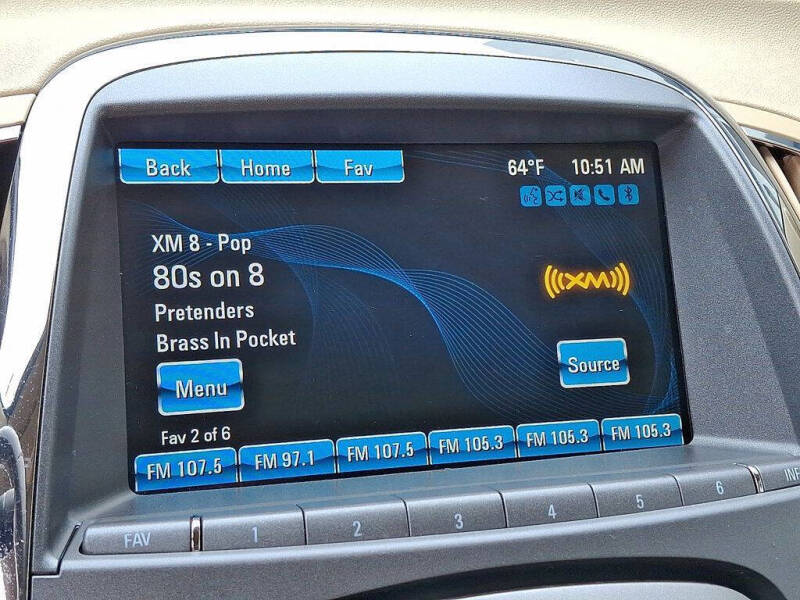 Back Home Fav 64°F 10:51 AM
XM 8 - Pop
80s on 8
XM
Pretenders
Brass In Pocket
Menu Source
Fav 2 of 6
FM 107.5 FM 97.1 FM 107.5 FM 105.3 FM 105.3 FM 105.3
FAV 1 2 3 4 5 6 INF